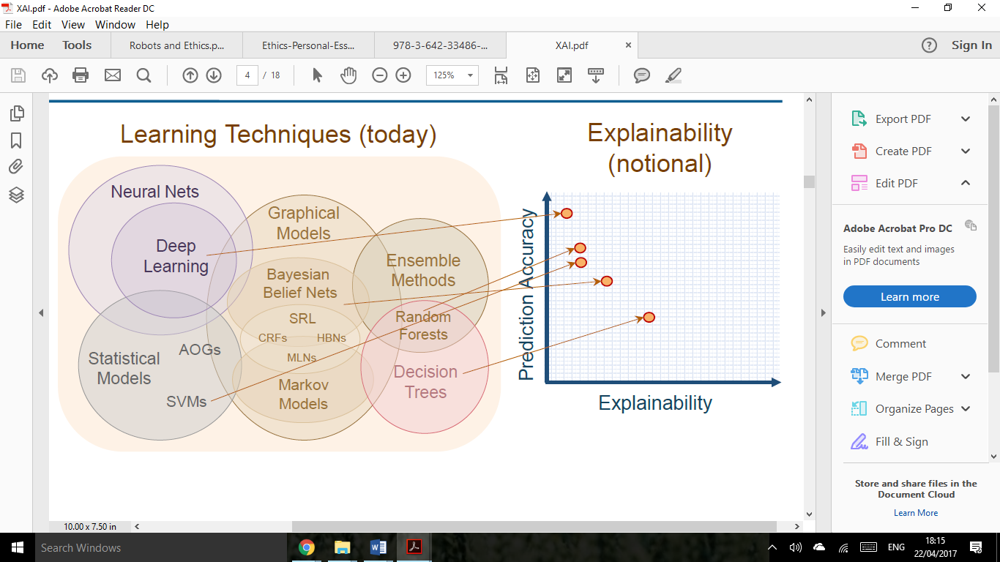 XAI.pdf - Adobe Acrobat Reader DC
File Edit View Window Help
Home Tools Robots and Ethics.p... Ethics-Personal-Ess... 978-3-642-33486-... XAI.pdf × ? Sign In
4 / 18 125%
Learning Techniques (today)
Explainability
(notional)
Neural Nets
Deep
Learning
Graphical
Models
Bayesian
Belief Nets
SRL
CRFs HBNs
MLNs
Markov
Models
Ensemble
Methods
Random
Forests
Decision
Trees
Statistical
Models
AOGs
SVMs
Prediction Accuracy
Explainability
10.00 x 7.50 in
Export PDF
Create PDF
Edit PDF
Adobe Acrobat Pro DC
Easily edit text and images
in PDF documents
Learn more
Comment
Merge PDF
Organize Pages
Fill & Sign
Store and share files in the
Document Cloud
Learn More
Search Windows
ENG
18:15
22/04/2017